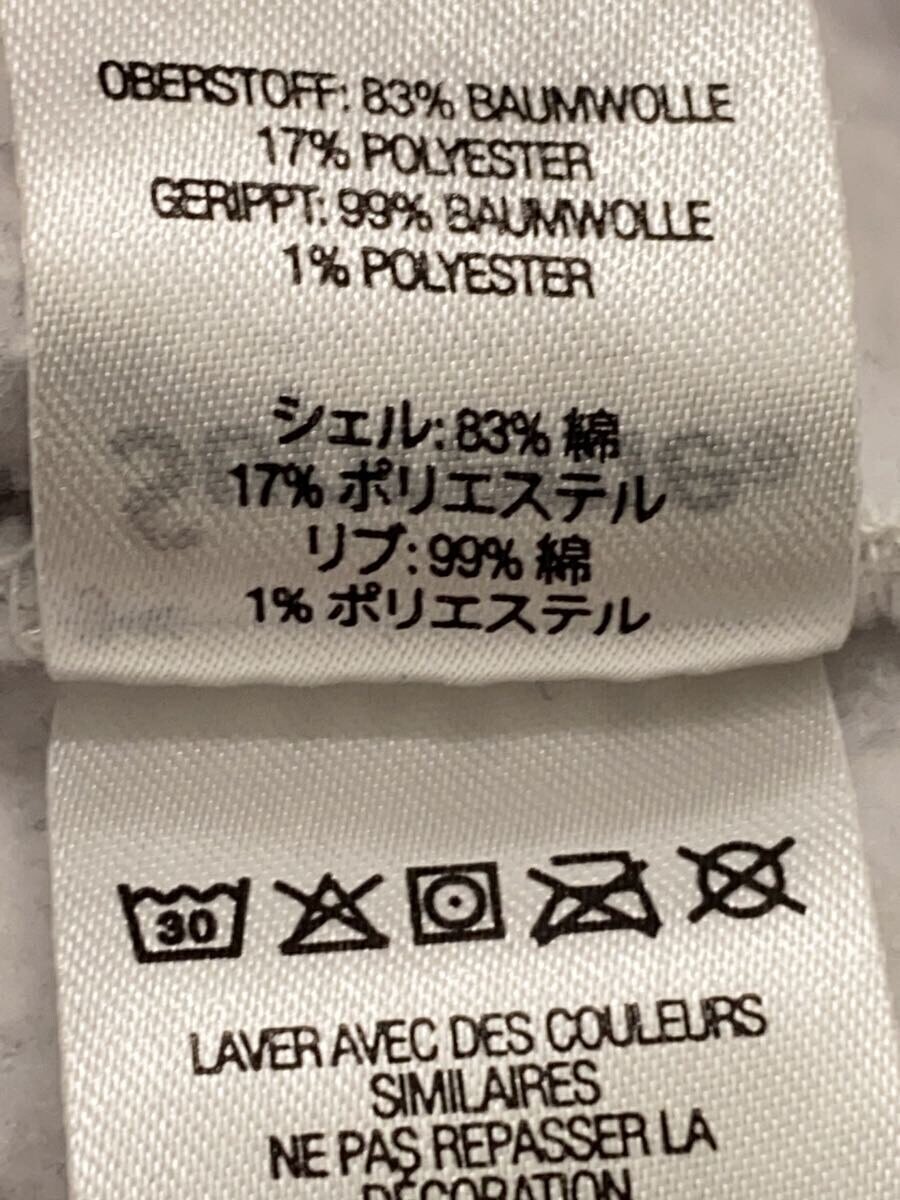 OBERSTOFF: 83% BAUMWOLLE
17% POLYESTER
GERIPPT: 99% BAUMWOLLE
1% POLYESTER
シェル: 83% 綿
17% ポリエステル
リブ: 99% 綿
1% ポリエステル
30
LAVER AVEC DES COULEURS
SIMILAIRES
NE PAS REPASSER LA
DÉCORATION